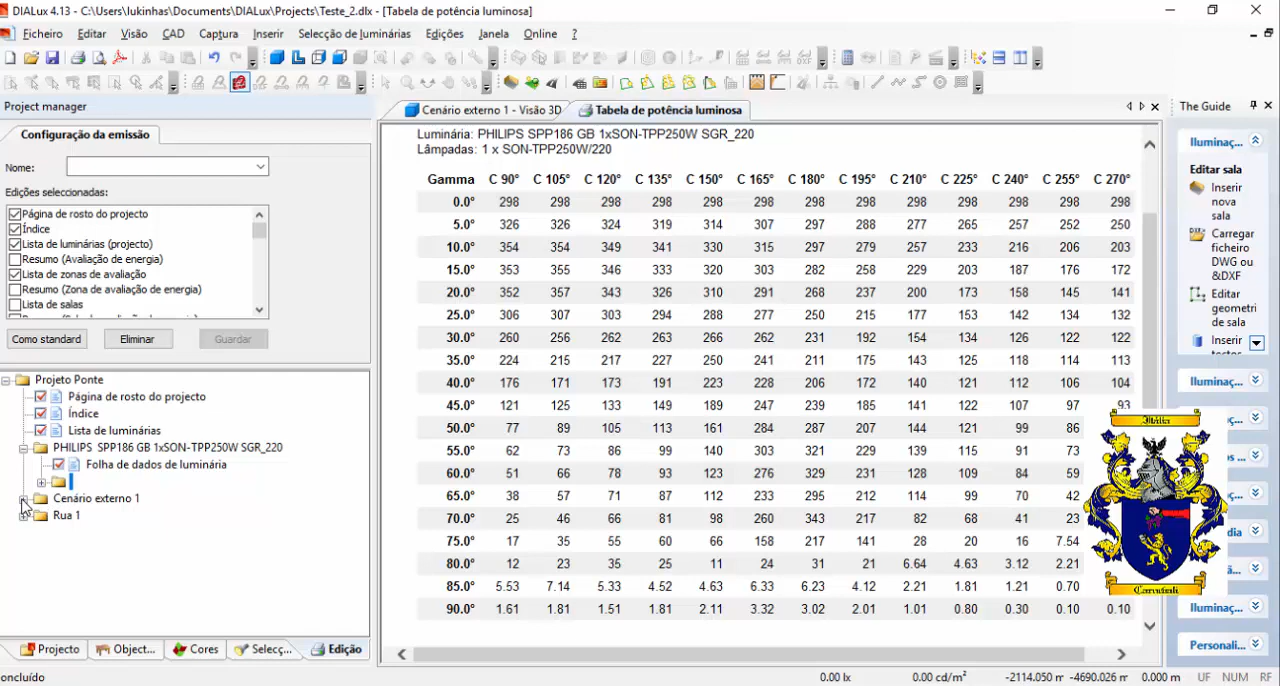 DIALux 4.13 - C:\Users\lukinhas\Documents\DIALux\Projects\Teste_2.dlx - [Tabela de potência luminosa]
Ficheiro Editar Visão CAD Captura Inserir Selecção de luminárias Edições Janela Online ?
Project manager
Configuração da emissão
Nome:
Edições seleccionadas:
Página de rosto do projecto
Índice
Lista de luminárias (projecto)
Resumo (Avaliação de energia)
Lista de zonas de avaliação
Resumo (Zona de avaliação de energia)
Lista de salas
Como standard Eliminar Guardar
Projeto Ponte
Página de rosto do projecto
Índice
Lista de luminárias
PHILIPS SPP186 GB 1xSON-TPP250W SGR_220
Folha de dados de luminária
Cenário externo 1
Rua 1
Projecto Object... Cores Selecç... Edição
oncluído
Cenário externo 1 - Visão 3D Tabela de potência luminosa
Luminária: PHILIPS SPP186 GB 1xSON-TPP250W SGR_220
Lâmpadas: 1 x SON-TPP250W/220
Gamma C 90° C 105° C 120° C 135° C 150° C 165° C 180° C 195° C 210° C 225° C 240° C 255° C 270°
0.0° 298 298 298 298 298 298 298 298 298 298 298 298 298
5.0° 326 326 324 319 314 307 297 288 277 265 257 252 250
10.0° 354 354 349 341 330 315 297 279 257 233 216 206 203
15.0° 353 355 346 333 320 303 282 258 229 203 187 176 172
20.0° 352 357 343 326 310 291 268 237 200 173 158 145 141
25.0° 306 307 303 294 288 277 250 215 177 153 142 134 132
30.0° 260 256 262 263 266 262 231 192 154 134 126 122 122
35.0° 224 215 217 227 250 241 211 175 143 125 118 114 113
40.0° 176 171 173 191 223 228 206 172 140 121 112 106 104
45.0° 121 125 133 149 189 247 239 185 141 122 107 97 93
50.0° 77 89 105 113 161 284 287 207 144 121 99 86
55.0° 62 73 86 99 140 303 321 229 139 115 91 73
60.0° 51 66 78 93 123 276 329 231 128 109 84 59
65.0° 38 57 71 87 112 233 295 212 114 99 70 42
70.0° 25 46 66 81 98 260 343 217 82 68 41 23
75.0° 17 35 55 60 66 158 217 141 28 20 16 7.54
80.0° 12 23 35 25 11 24 31 21 6.64 4.63 3.12 2.21
85.0° 5.53 7.14 5.33 4.52 4.63 6.33 6.23 4.12 2.21 1.81 1.21 0.70
90.0° 1.61 1.81 1.51 1.81 2.11 3.32 3.02 2.01 1.01 0.80 0.30 0.10 0.10
The Guide
Iluminaç...
Editar sala
Inserir
nova
sala
Carregar
ficheiro
DWG ou
&DXF
Editar
geometri
de sala
Inserir
Iluminaç...
Iluminaç...
Personali...
0.00 lx 0.00 cd/m² -2114.050 m -4690.026 m 0.000 m UF NUM RF